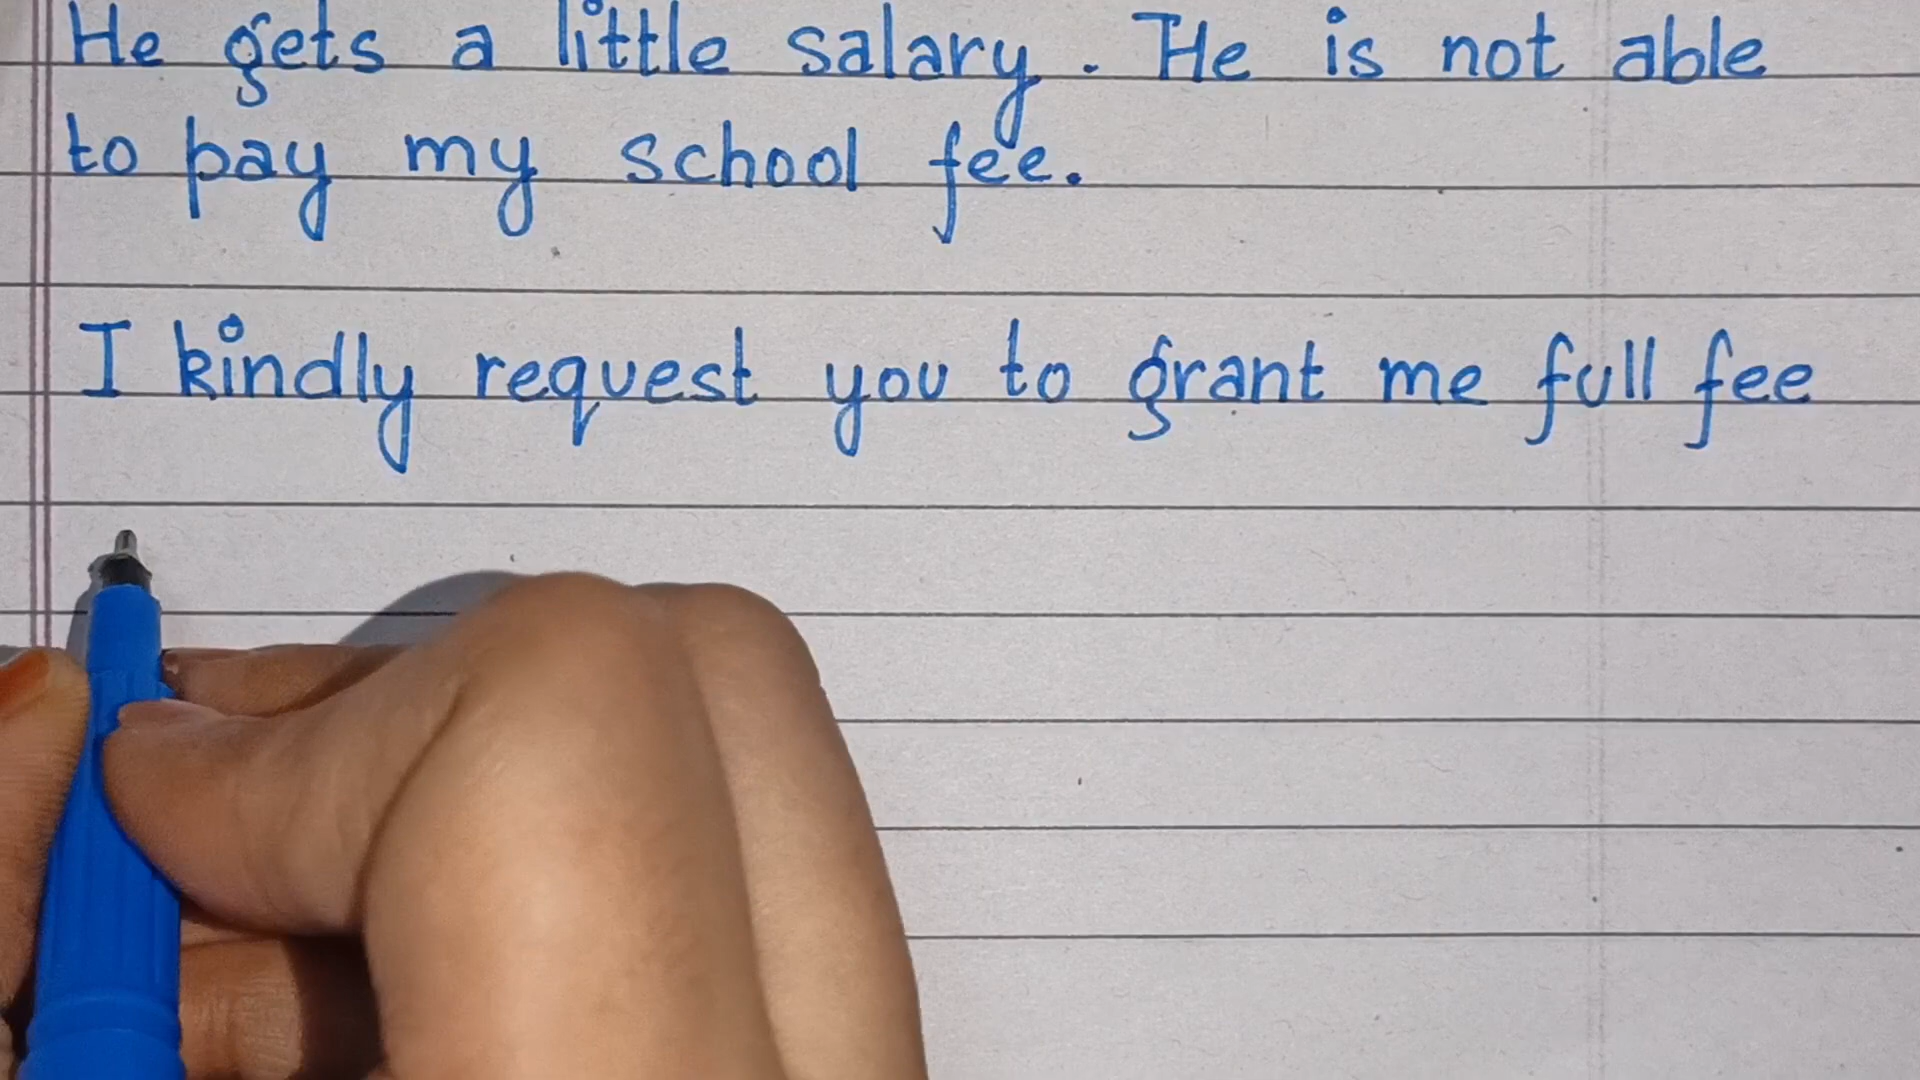 He gets a little salary. He is not able
to pay my school fee.
I kindly request you to grant me full fee